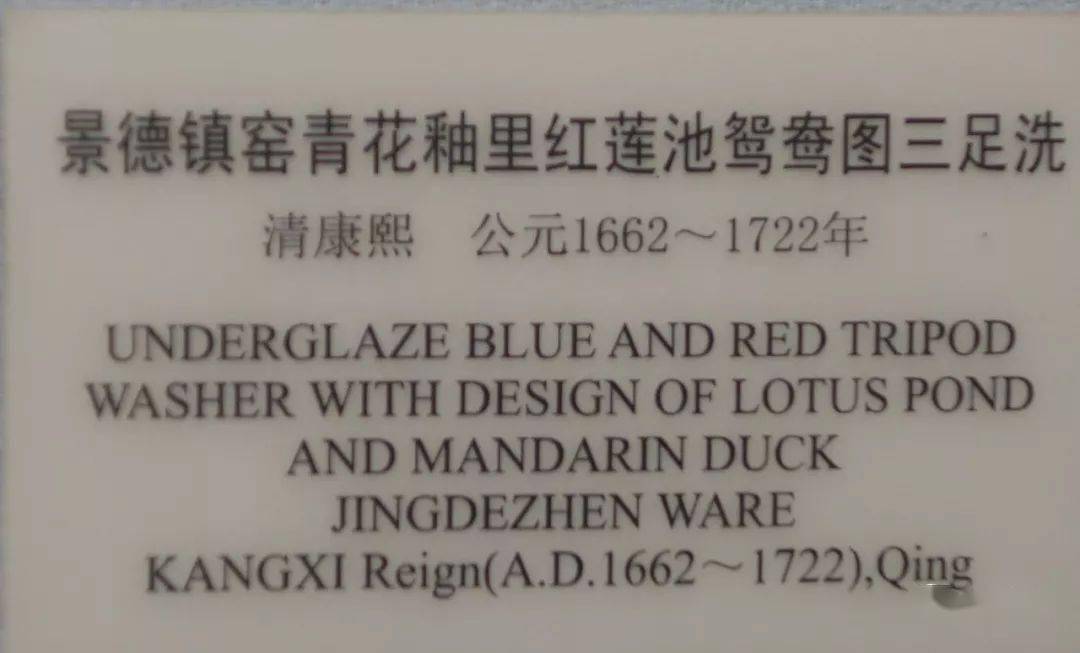 景德镇窑青花釉里红莲池鸳鸯图三足洗
清康熙 公元1662～1722年
UNDERGLAZE BLUE AND RED TRIPOD
WASHER WITH DESIGN OF LOTUS POND
AND MANDARIN DUCK
JINGDEZHEN WARE
KANGXI Reign(A.D.1662～1722),Qing